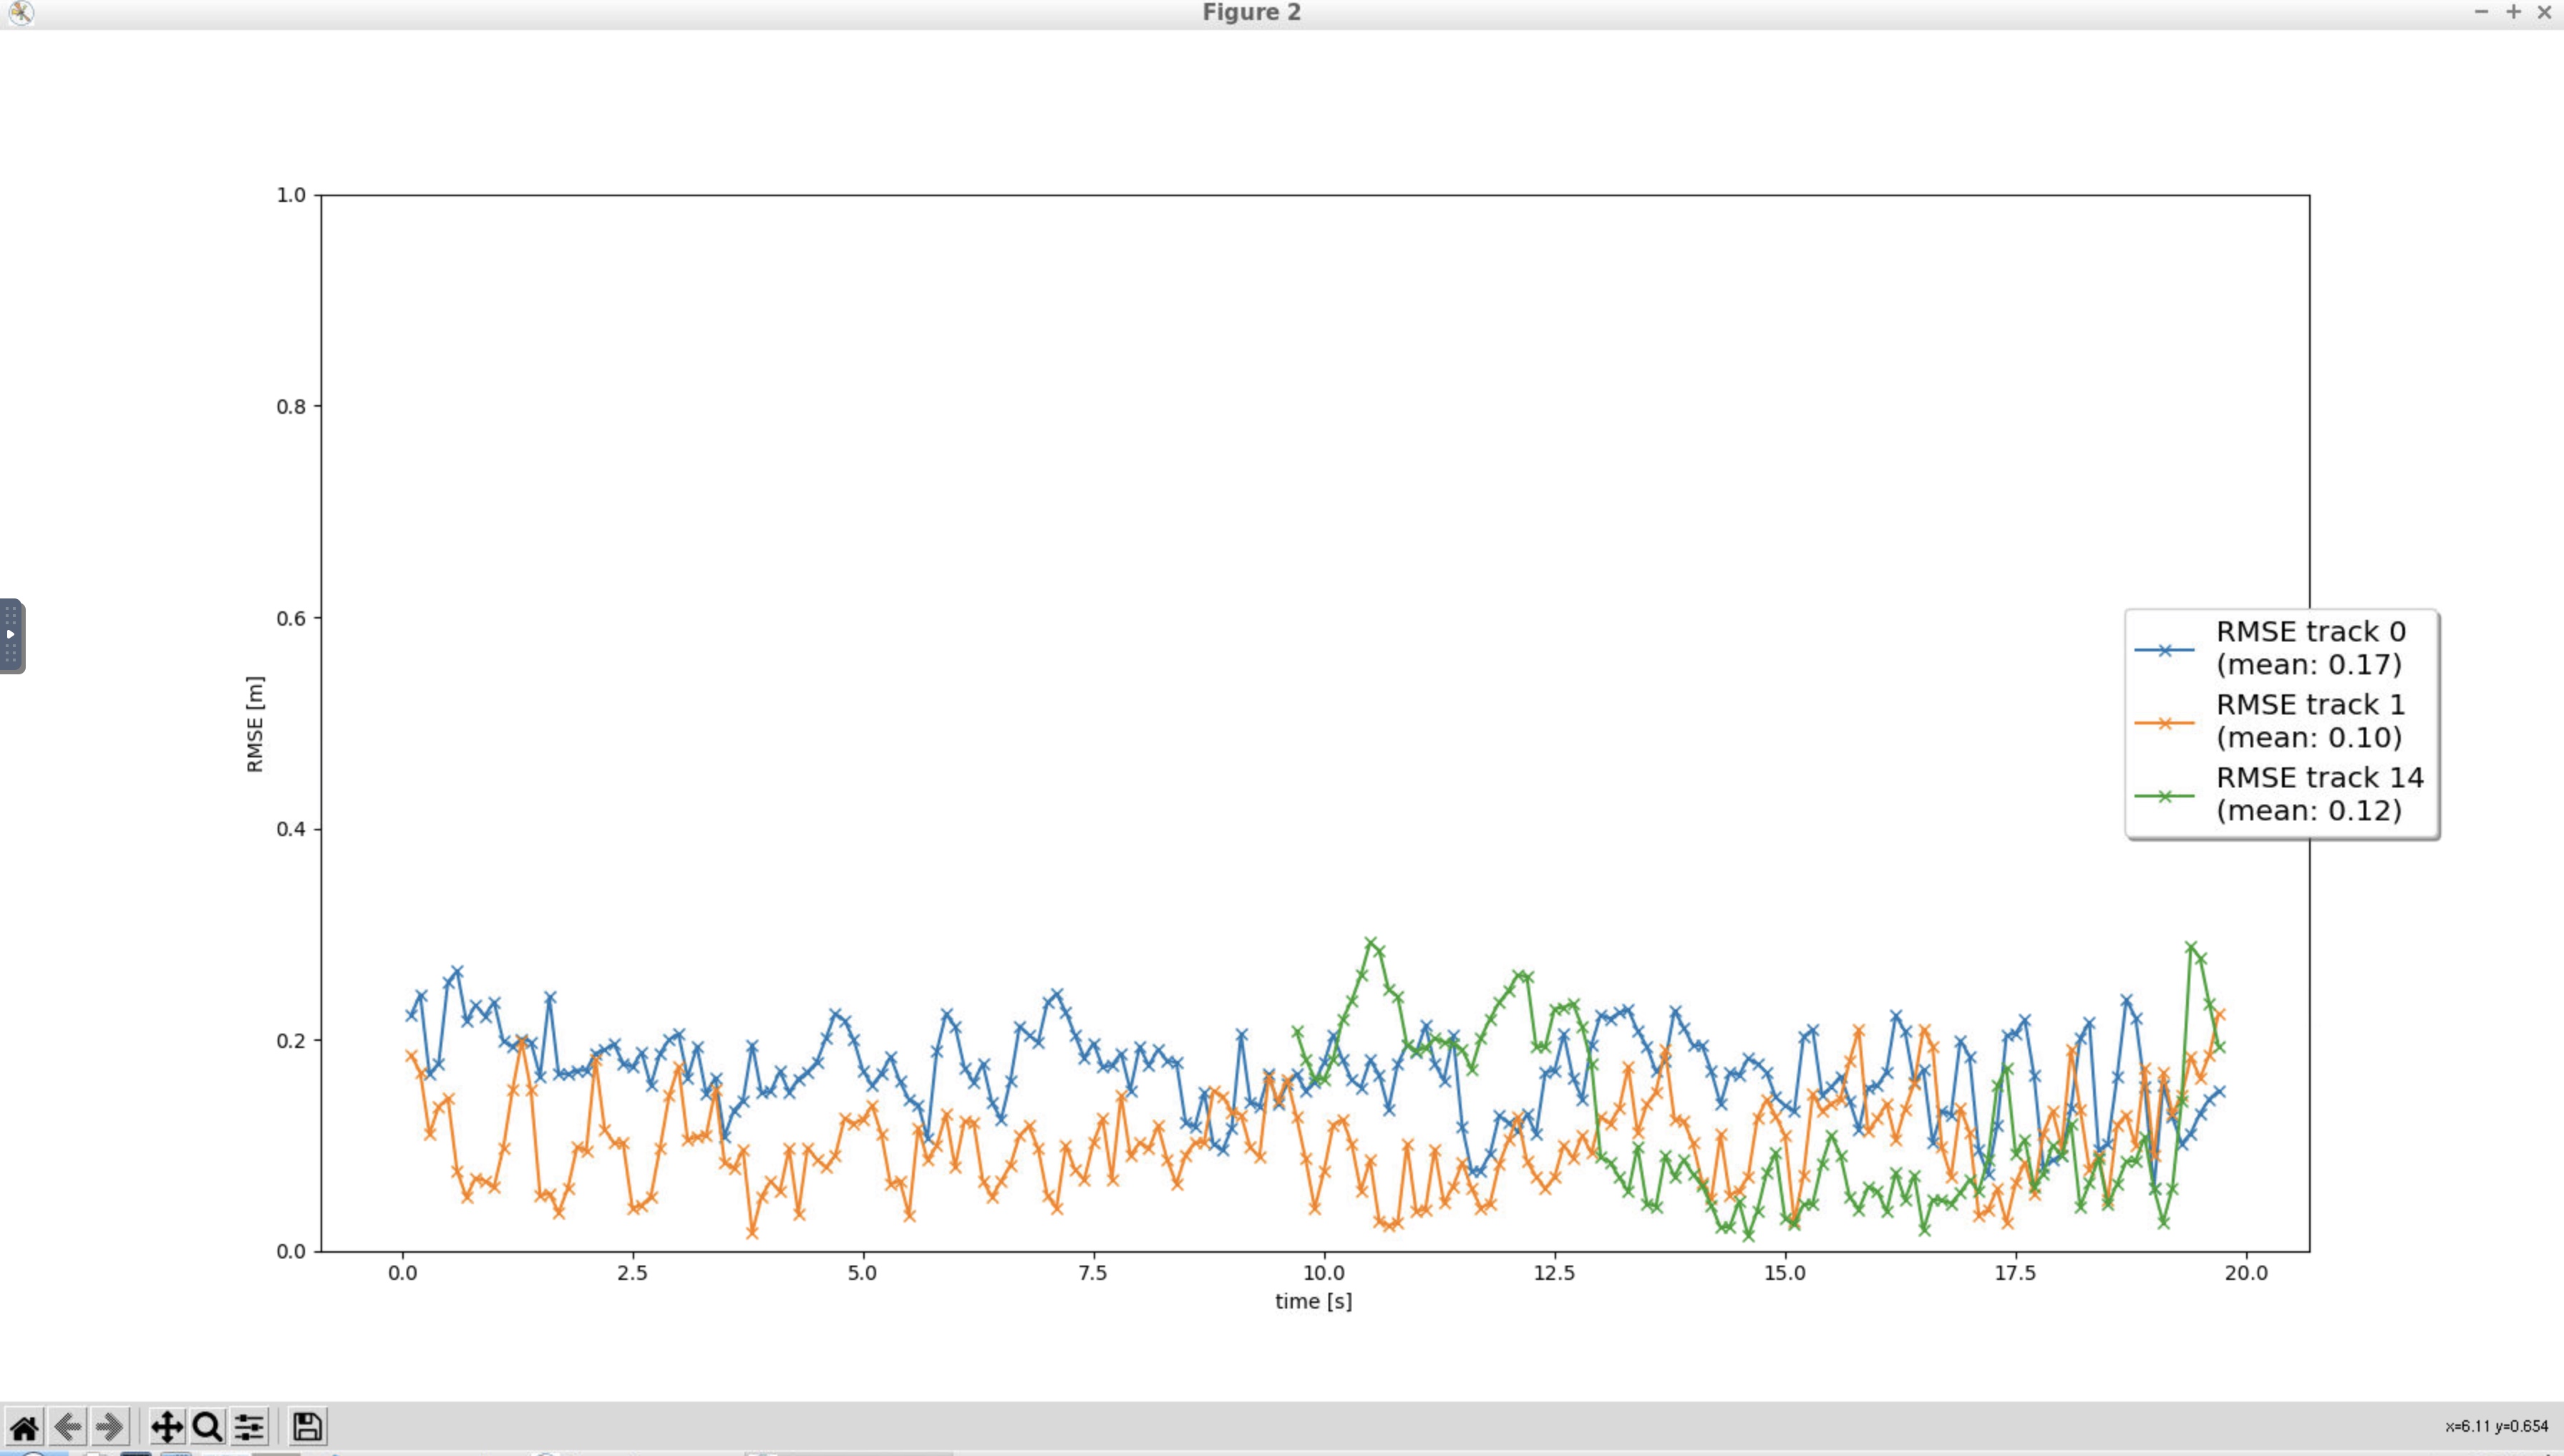 Figure 2
1.0
0.8
0.6
0.4
0.2
0.0
RMSE [m]
RMSE track 0
(mean: 0.17)
RMSE track 1
(mean: 0.10)
RMSE track 14
(mean: 0.12)
0.0 2.5 5.0 7.5 10.0 12.5 15.0 17.5 20.0
time [s]
x=6.11 y=0.654